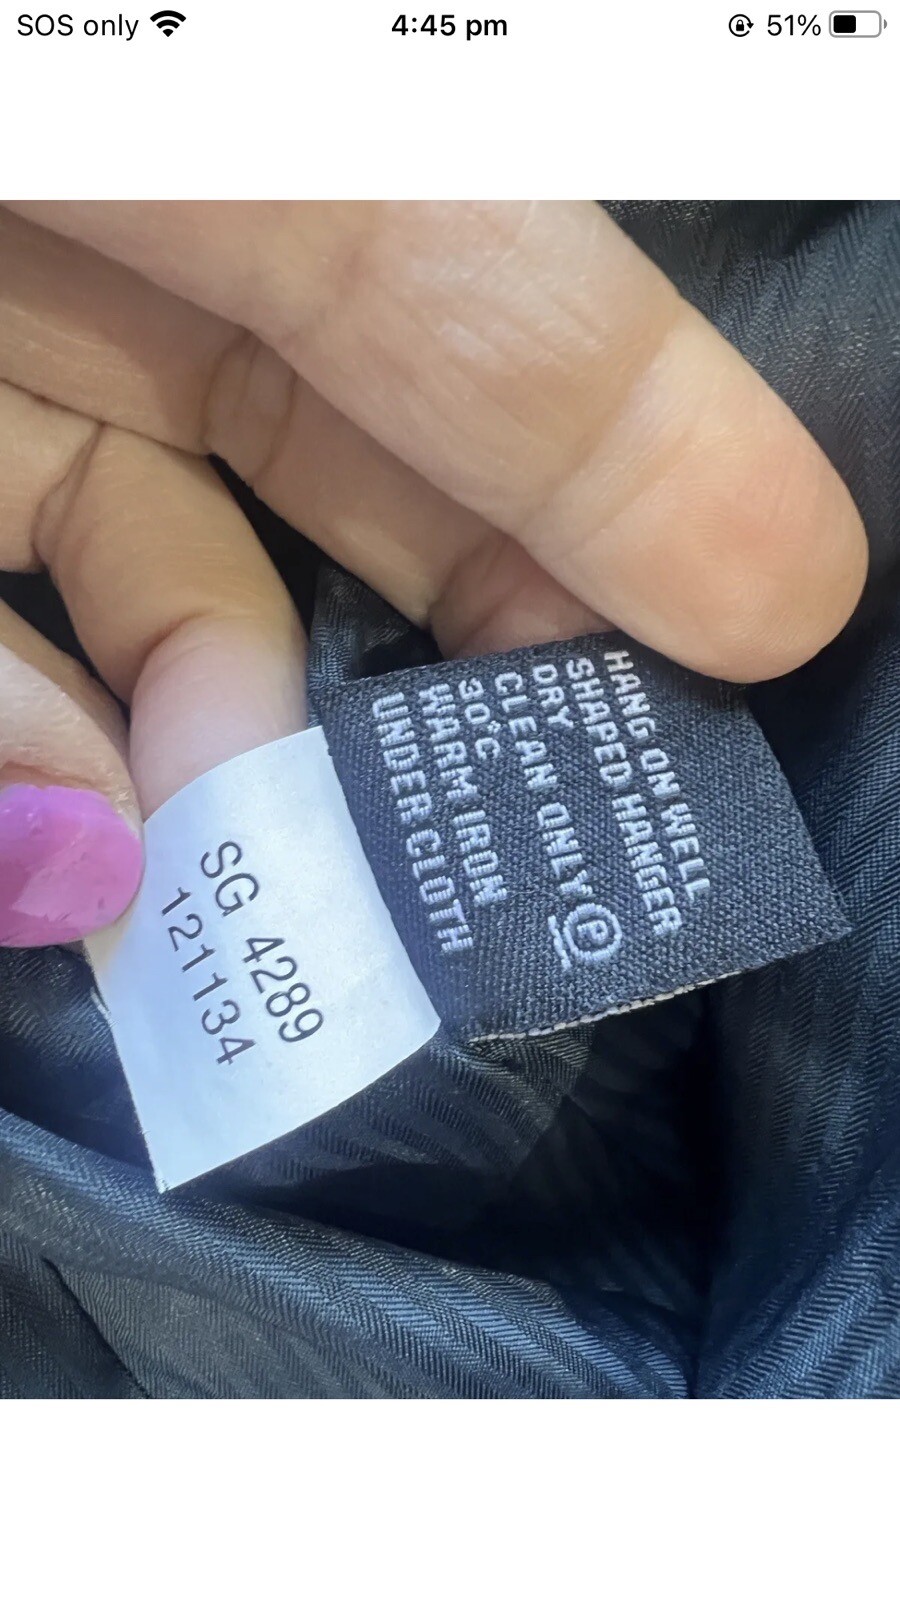 SOS only
4:45 pm
51%
HANG ON WELL
SHAPED HANGER
DRY
CLEAN ONLY P
30°C
WARM IRON
UNDER CLOTH
SG 4289
121134